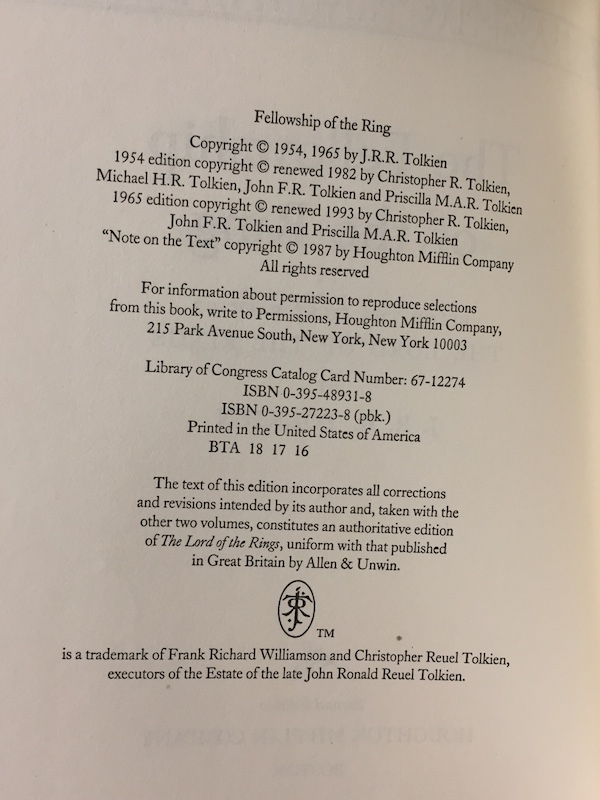 Fellowship of the Ring
Copyright © 1954, 1965 by J.R.R. Tolkien
1954 edition copyright © renewed 1982 by Christopher R. Tolkien,
Michael H.R. Tolkien, John F.R. Tolkien and Priscilla M.A.R. Tolkien
1965 edition copyright © renewed 1993 by Christopher R. Tolkien,
John F.R. Tolkien and Priscilla M.A.R. Tolkien
“Note on the Text” copyright © 1987 by Houghton Mifflin Company
All rights reserved
For information about permission to reproduce selections
from this book, write to Permissions, Houghton Mifflin Company,
215 Park Avenue South, New York, New York 10003
Library of Congress Catalog Card Number: 67-12274
ISBN 0-395-48931-8
ISBN 0-395-27223-8 (pbk.)
Printed in the United States of America
BTA 18 17 16
The text of this edition incorporates all corrections
and revisions intended by its author and, taken with the
other two volumes, constitutes an authoritative edition
of The Lord of the Rings, uniform with that published
in Great Britain by Allen & Unwin.
TM
is a trademark of Frank Richard Williamson and Christopher Reuel Tolkien,
executors of the Estate of the late John Ronald Reuel Tolkien.